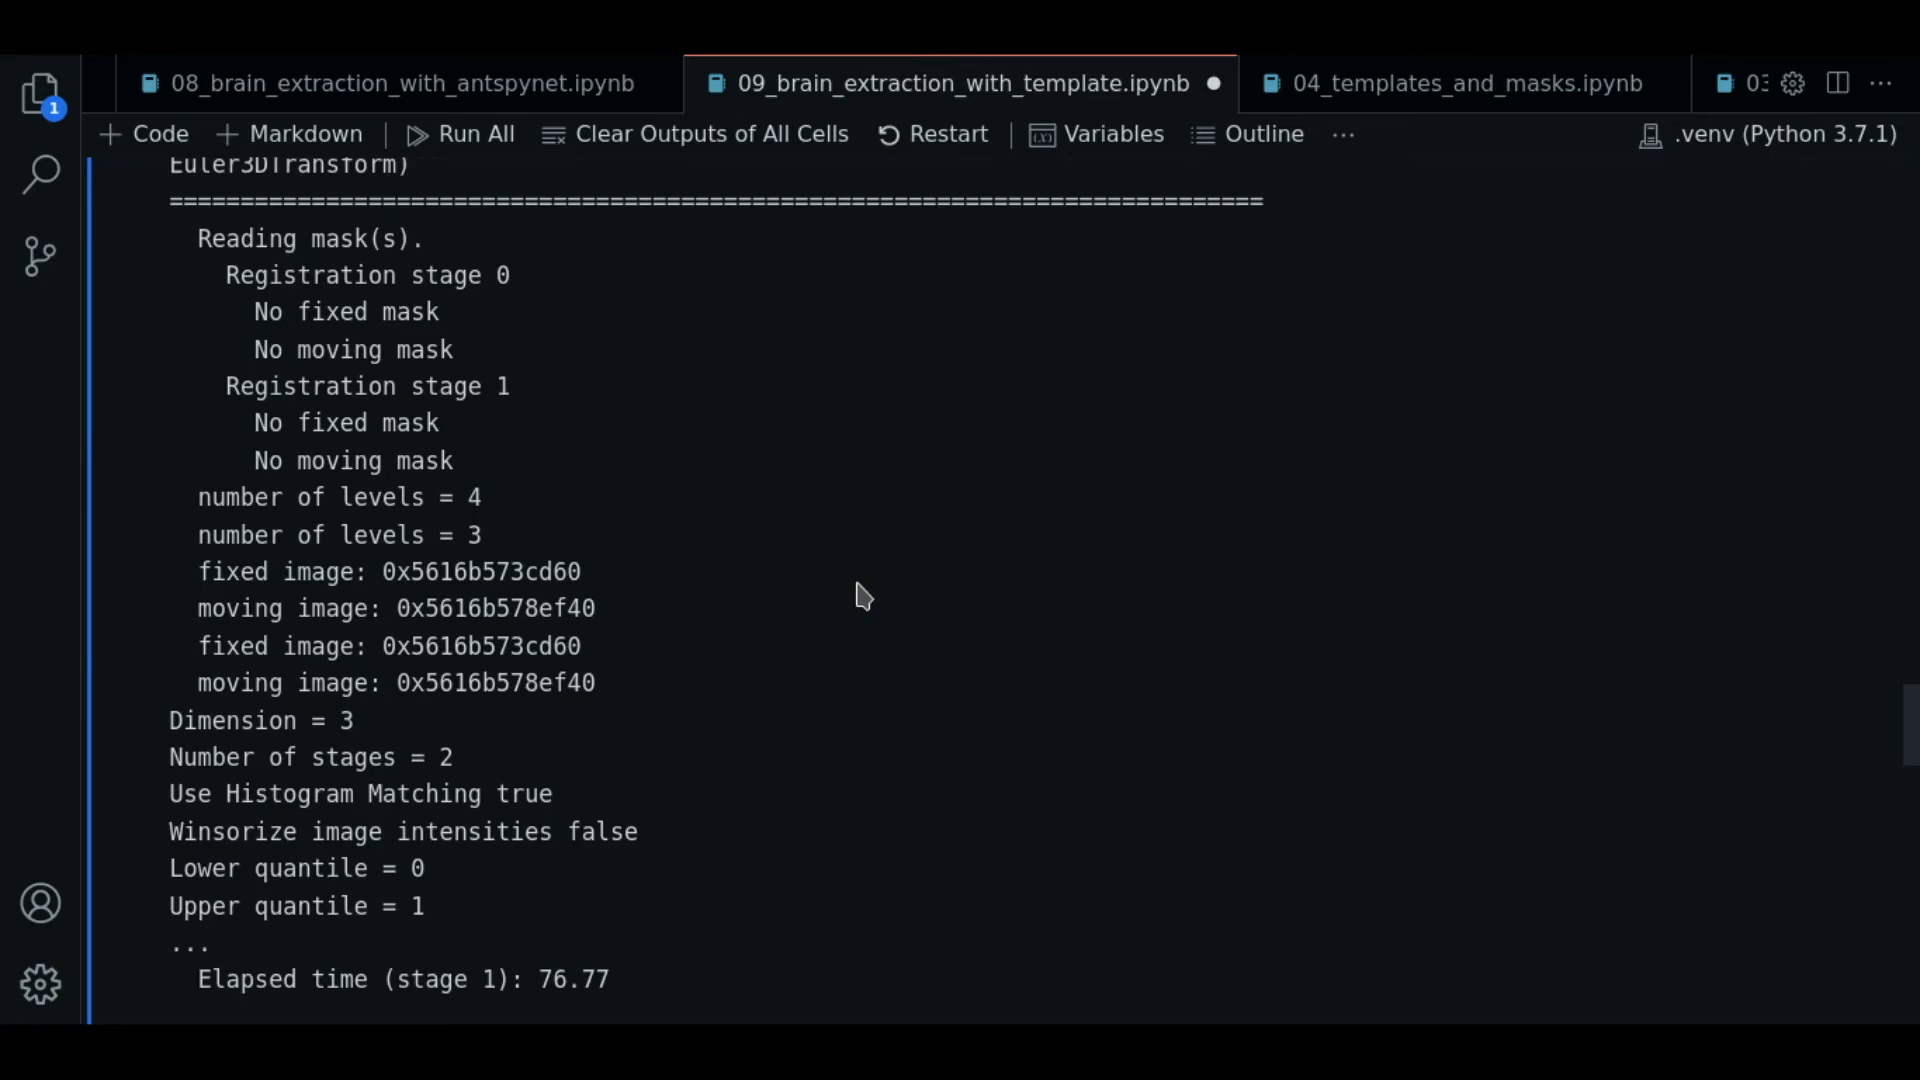 08_brain_extraction_with_antspynet.ipynb 09_brain_extraction_with_template.ipynb 04_templates_and_masks.ipynb 03
1
Code Markdown Run All Clear Outputs of All Cells Restart Variables Outline ... .venv (Python 3.7.1)
Euler3DTransform)
=============================================================================
Reading mask(s).
Registration stage 0
No fixed mask
No moving mask
Registration stage 1
No fixed mask
No moving mask
number of levels = 4
number of levels = 3
fixed image: 0x5616b573cd60
moving image: 0x5616b578ef40
fixed image: 0x5616b573cd60
moving image: 0x5616b578ef40
Dimension = 3
Number of stages = 2
Use Histogram Matching true
Winsorize image intensities false
Lower quantile = 0
Upper quantile = 1
...
Elapsed time (stage 1): 76.77